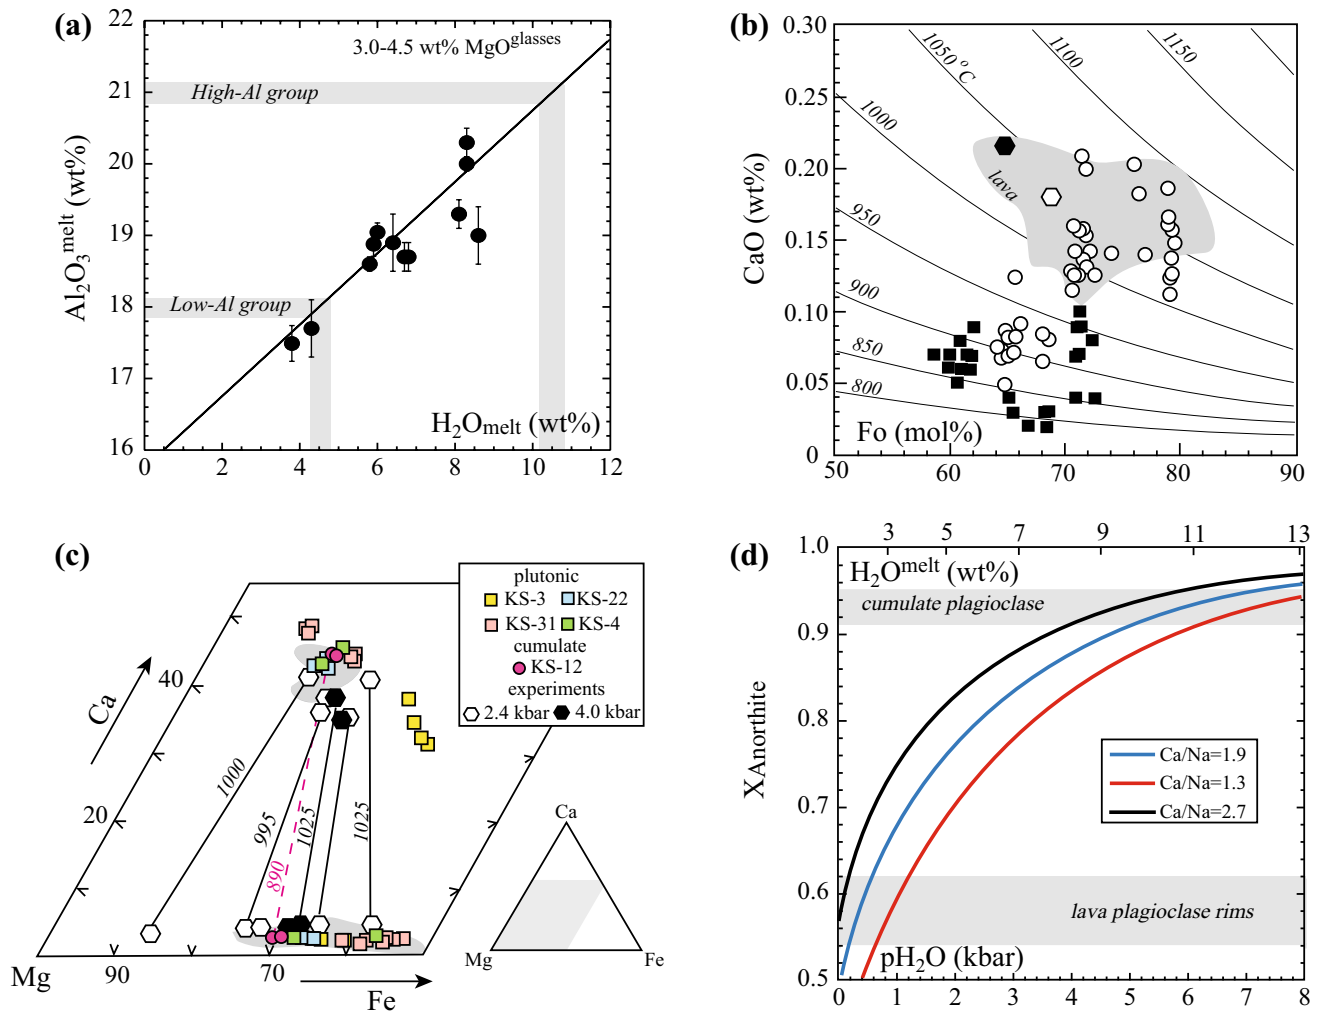 (a)
22
21
20
19
18
17
16
Al2O3melt (wt%)
3.0-4.5 wt% MgOglasses
High-Al group
Low-Al group
H2Omelt (wt%)
0 2 4 6 8 10 12
(b)
0.30
0.25
0.20
0.15
0.10
0.05
0
CaO (wt%)
1050 °C
1100
1150
1000
950
900
850
800
lava
Fo (mol%)
50 60 70 80 90
(c)
plutonic
KS-3 KS-22
KS-31 KS-4
cumulate
KS-12
experiments
2.4 kbar 4.0 kbar
Ca
40
20
1000
995
890
1025
1025
Mg 90 70
Fe
Ca
Mg Fe
(d)
3 5 7 9 11 13
H2Omelt (wt%)
1.0
0.9
0.8
0.7
0.6
0.5
XAnorthite
cumulate plagioclase
Ca/Na=1.9
Ca/Na=1.3
Ca/Na=2.7
lava plagioclase rims
pH2O (kbar)
0 1 2 3 4 5 6 7 8